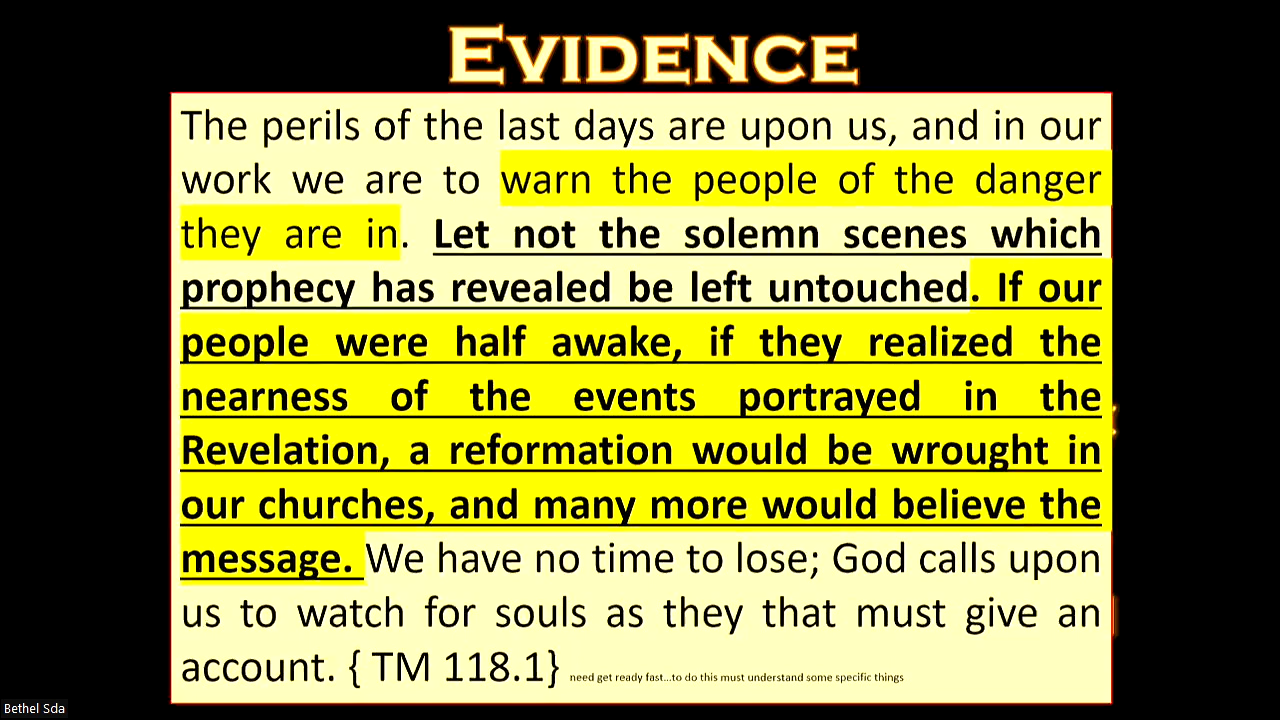 EVIDENCE
The perils of the last days are upon us, and in our
work we are to warn the people of the danger
they are in. Let not the solemn scenes which
prophecy has revealed be left untouched. If our
people were half awake, if they realized the
nearness of the events portrayed in the
Revelation, a reformation would be wrought in
our churches, and many more would believe the
message. We have no time to lose; God calls upon
us to watch for souls as they that must give an
account. { TM 118.1} need get ready fast...to do this must understand some specific things
Bethel Sda